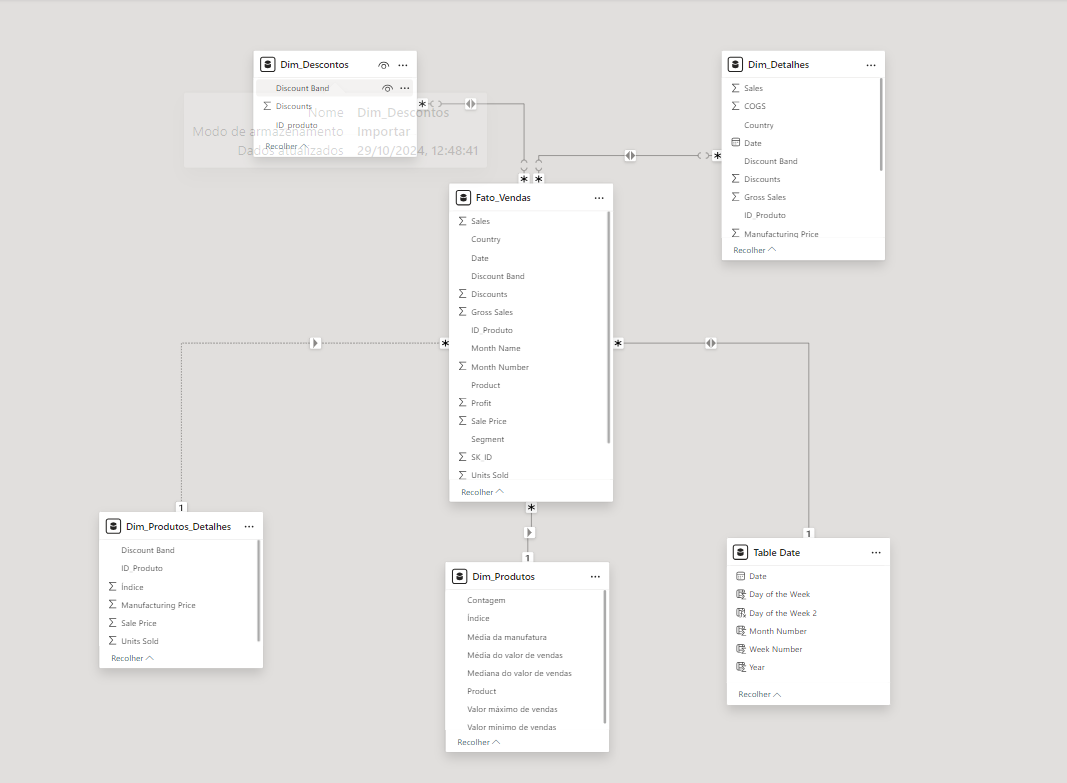 Dim_Descontos
Discount Band
Discounts
ID_produto
Recolher
Nome Dim_Descontos
Modo de armazenamento Importar
Dados atualizados 29/10/2024, 12:48:41
Dim_Detalhes
Sales
COGS
Country
Date
Discount Band
Discounts
Gross Sales
ID_Produto
Manufacturing Price
Recolher
Fato_Vendas
Sales
Country
Date
Discount Band
Discounts
Gross Sales
ID_Produto
Month Name
Month Number
Product
Profit
Sale Price
Segment
SK_ID
Units Sold
Recolher
1
Dim_Produtos_Detalhes
Discount Band
ID_Produto
Índice
Manufacturing Price
Sale Price
Units Sold
Recolher
1
Dim_Produtos
Contagem
Índice
Média da manufatura
Média do valor de vendas
Mediana do valor de vendas
Product
Valor máximo de vendas
Valor mínimo de vendas
Recolher
1
Table Date
Date
Day of the Week
Day of the Week 2
Month Number
Week Number
Year
Recolher